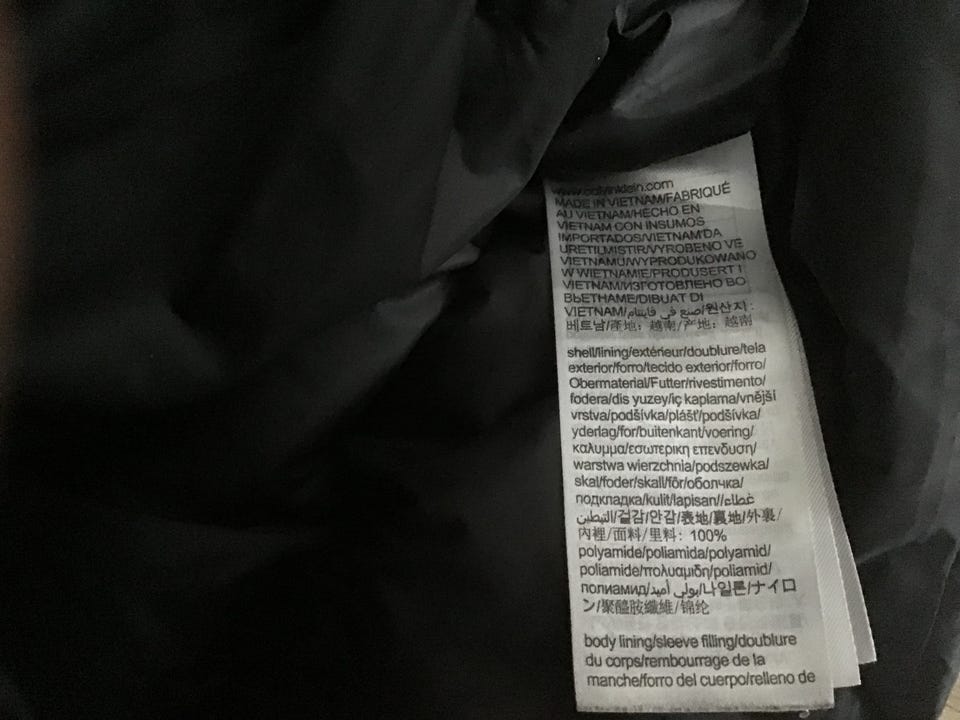 www.calvinklein.com
MADE IN VIETNAM/FABRIQUÉ
AU VIETNAM/HECHO EN
VIETNAM CON INSUMOS
IMPORTADOS/VIETNAM'DA
URETILMISTIR/VYROBENO VE
VIETNAMU/WYPRODUKOWANO
W WIETNAMIE/PRODUSERT I
VIETNAM/ИЗГОТОВЛЕНО ВО
ВЬЕТНАМЕ/DIBUAT DI
VIETNAM/صنع في فايتنام/원산지:
베트남/產地: 越南/产地: 越南
shell/lining/extérieur/doublure/tela
exterior/forro/tecido exterior/forro/
Obermaterial/Futter/rivestimento/
fodera/dis yuzey/iç kaplama/vnější
vrstva/podšívka/plášť/podšívka/
yderlag/for/buitenkant/voering/
καλυμμα/εσωτερικη επενδυση/
warstwa wierzchnia/podszewka/
skal/foder/skall/fôr/оболчка/
подкладка/kulit/lapisan//غطاء
التبطين/겉감/안감/表地/裏地/外裏/
內裡/面料/里料: 100%
polyamide/poliamida/polyamid/
poliamide/πολυαμιδη/poliamid/
полиамид/بولي أميد/나일론/ナイロ
ン/聚醯胺纖維/锦纶
body lining/sleeve filling/doublure
du corps/rembourrage de la
manche/forro del cuerpo/relleno de